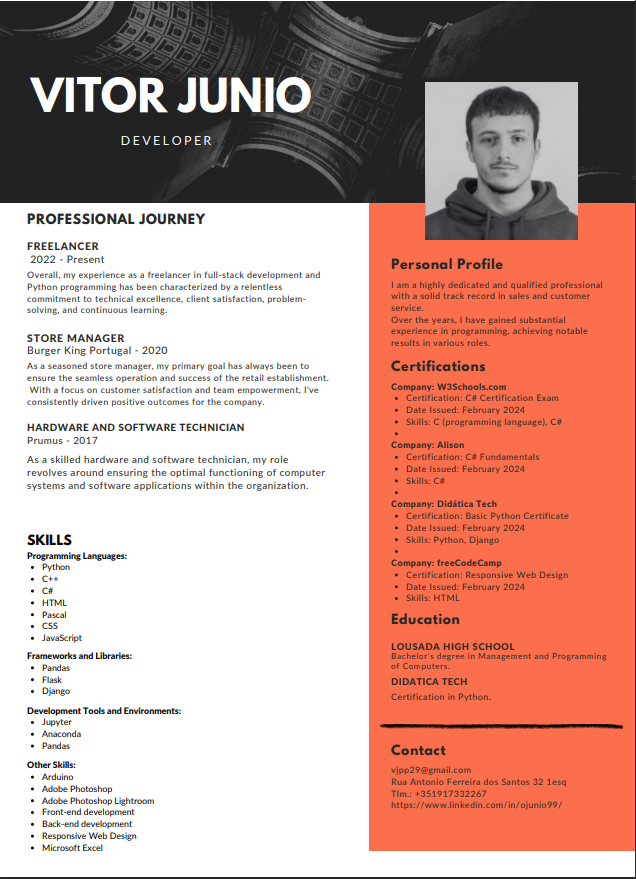 VITOR JUNIO
DEVELOPER
PROFESSIONAL JOURNEY
FREELANCER
2022 - Present
Overall, my experience as a freelancer in full-stack development and
Python programming has been characterized by a relentless
commitment to technical excellence, client satisfaction, problem-
solving, and continuous learning.
STORE MANAGER
Burger King Portugal - 2020
As a seasoned store manager, my primary goal has always been to
ensure the seamless operation and success of the retail establishment.
With a focus on customer satisfaction and team empowerment, I've
consistently driven positive outcomes for the company.
HARDWARE AND SOFTWARE TECHNICIAN
Prumus - 2017
As a skilled hardware and software technician, my role
revolves around ensuring the optimal functioning of computer
systems and software applications within the organization.
SKILLS
Programming Languages:
• Python
• C++
• C#
• HTML
• Pascal
• CSS
• JavaScript
Frameworks and Libraries:
• Pandas
• Flask
• Django
Development Tools and Environments:
• Jupyter
• Anaconda
• Pandas
Other Skills:
• Arduino
• Adobe Photoshop
• Adobe Photoshop Lightroom
• Front-end development
• Back-end development
• Responsive Web Design
• Microsoft Excel
Personal Profile
I am a highly dedicated and qualified professional
with a solid track record in sales and customer
service.
Over the years, I have gained substantial
experience in programming, achieving notable
results in various roles.
Certifications
Company: W3Schools.com
• Certification: C# Certification Exam
• Date Issued: February 2024
• Skills: C (programming language), C#
•
Company: Alison
• Certification: C# Fundamentals
• Date Issued: February 2024
• Skills: C#
•
Company: Didática Tech
• Certification: Basic Python Certificate
• Date Issued: February 2024
• Skills: Python, Django
•
Company: freeCodeCamp
• Certification: Responsive Web Design
• Date Issued: February 2024
• Skills: HTML
Education
LOUSADA HIGH SCHOOL
Bachelor's degree in Management and Programming
of Computers.
DIDATICA TECH
Certification in Python.
Contact
vjpp29@gmail.com
Rua Antonio Ferreira dos Santos 32 1esq
Tlm.: +351917332267
https://www.linkedin.com/in/ojunio99/